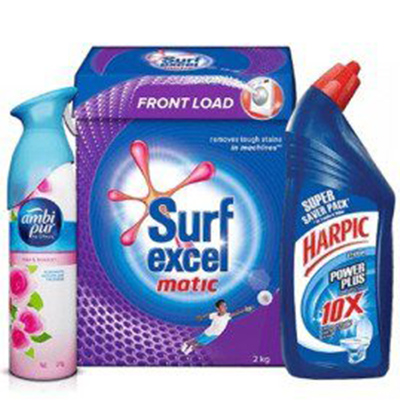 FRONT LOAD
removes tough stains
in machines**
Surf
excel
matic
2 kg
ambi
pur
SUPER
SAVER PACK*
HARPIC
POWER
PLUS
10X